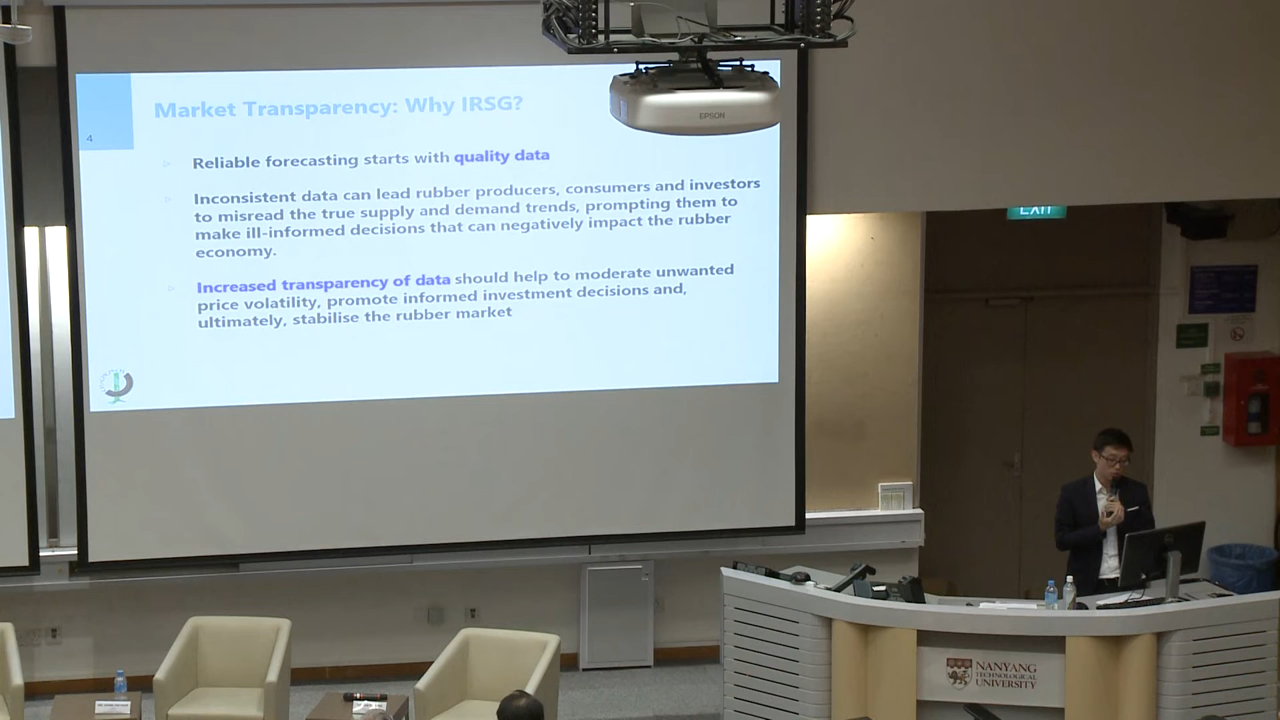 Market Transparency: Why IRSG?
4
Reliable forecasting starts with quality data
Inconsistent data can lead rubber producers, consumers and investors
to misread the true supply and demand trends, prompting them to
make ill-informed decisions that can negatively impact the rubber
economy.
Increased transparency of data should help to moderate unwanted
price volatility, promote informed investment decisions and,
ultimately, stabilise the rubber market
EPSON
EXIT
NANYANG
TECHNOLOGICAL
UNIVERSITY